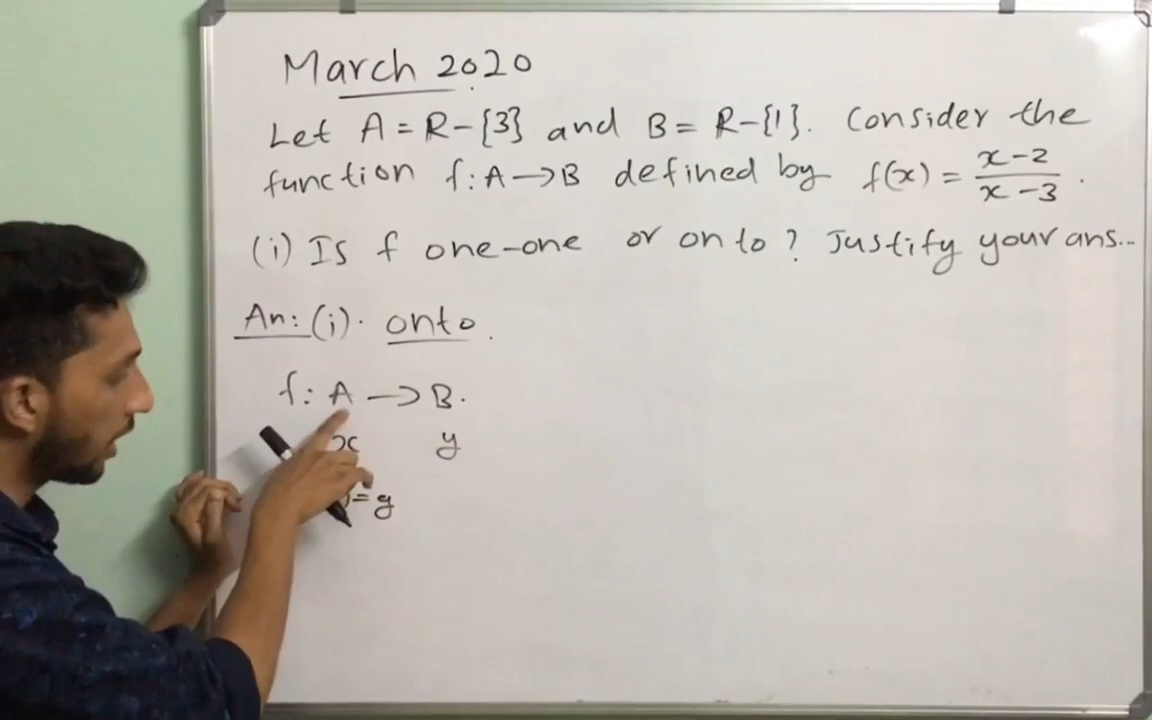 March 2020
Let A = R-{3} and B = R-{1}. Consider the
function f: A → B defined by f(x) = x-2 / x-3 .
(i) Is f one-one or onto? Justify your ans...
An: (i). onto.
f: A → B.
x y
)=y